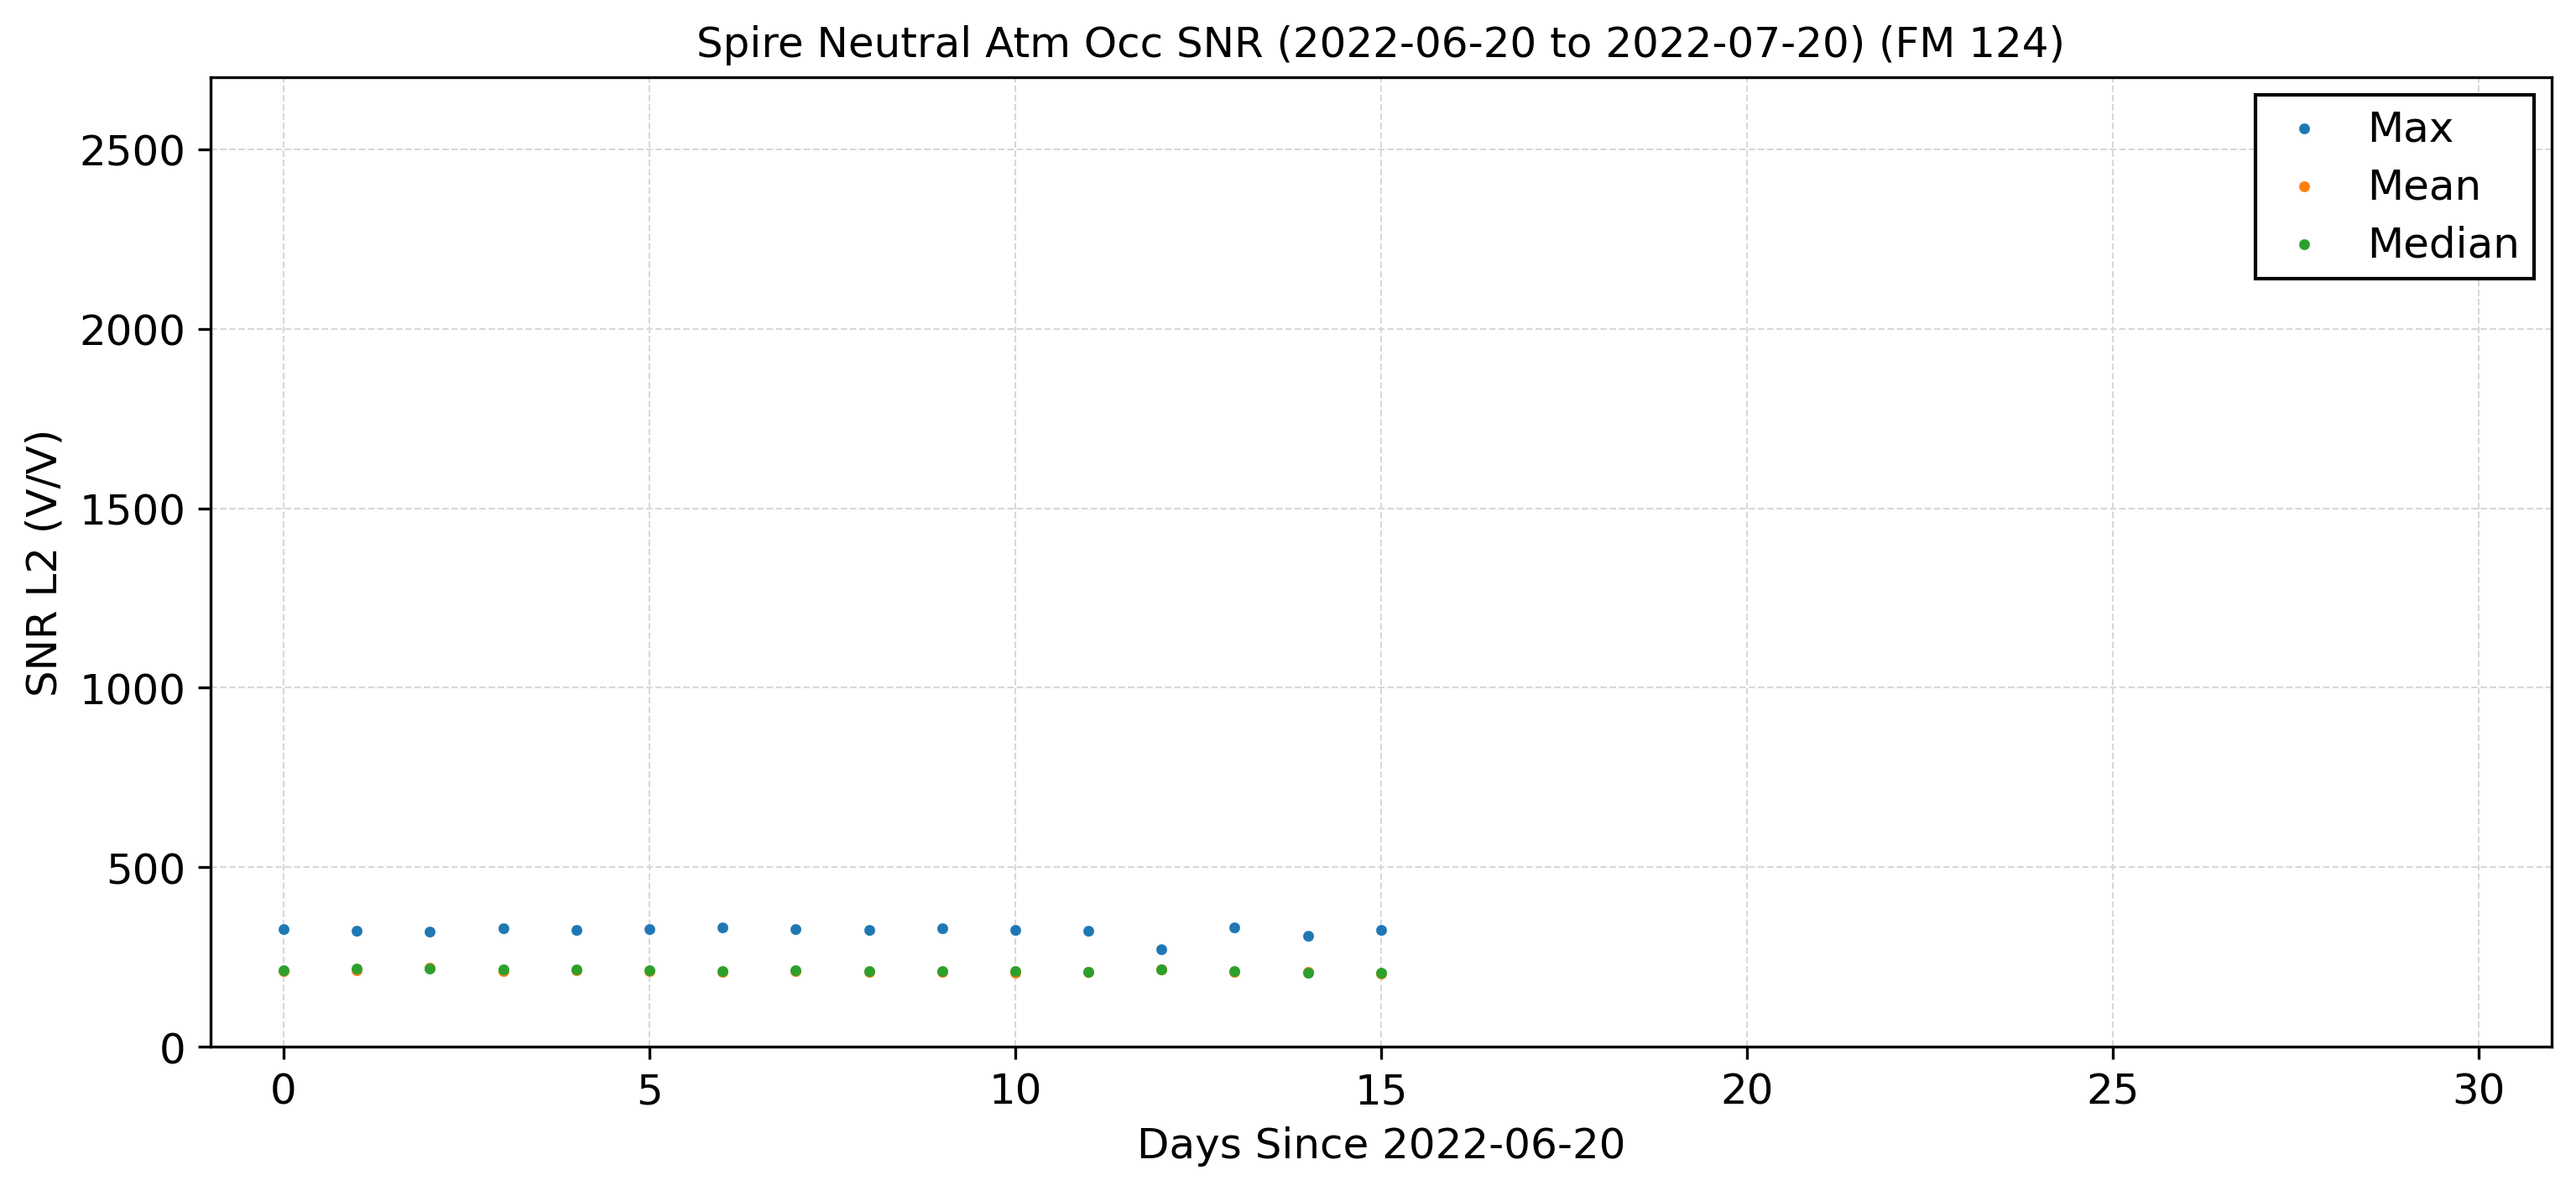 Spire Neutral Atm Occ SNR (2022-06-20 to 2022-07-20) (FM 124)
Max
Mean
Median
SNR L2 (V/V)
2500
2000
1500
1000
500
0
0 5 10 15 20 25 30
Days Since 2022-06-20